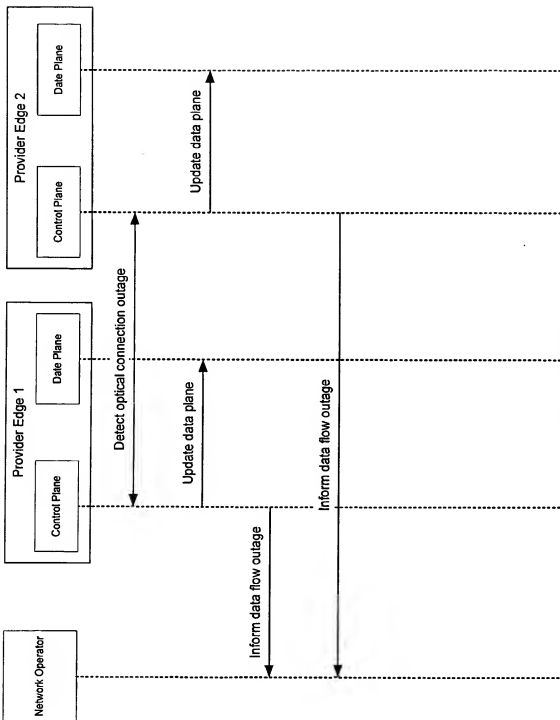 Network Operator
Provider Edge 1
Control Plane
Date Plane
Provider Edge 2
Control Plane
Date Plane
Detect optical connection outage
Update data plane
Update data plane
Inform data flow outage
Inform data flow outage